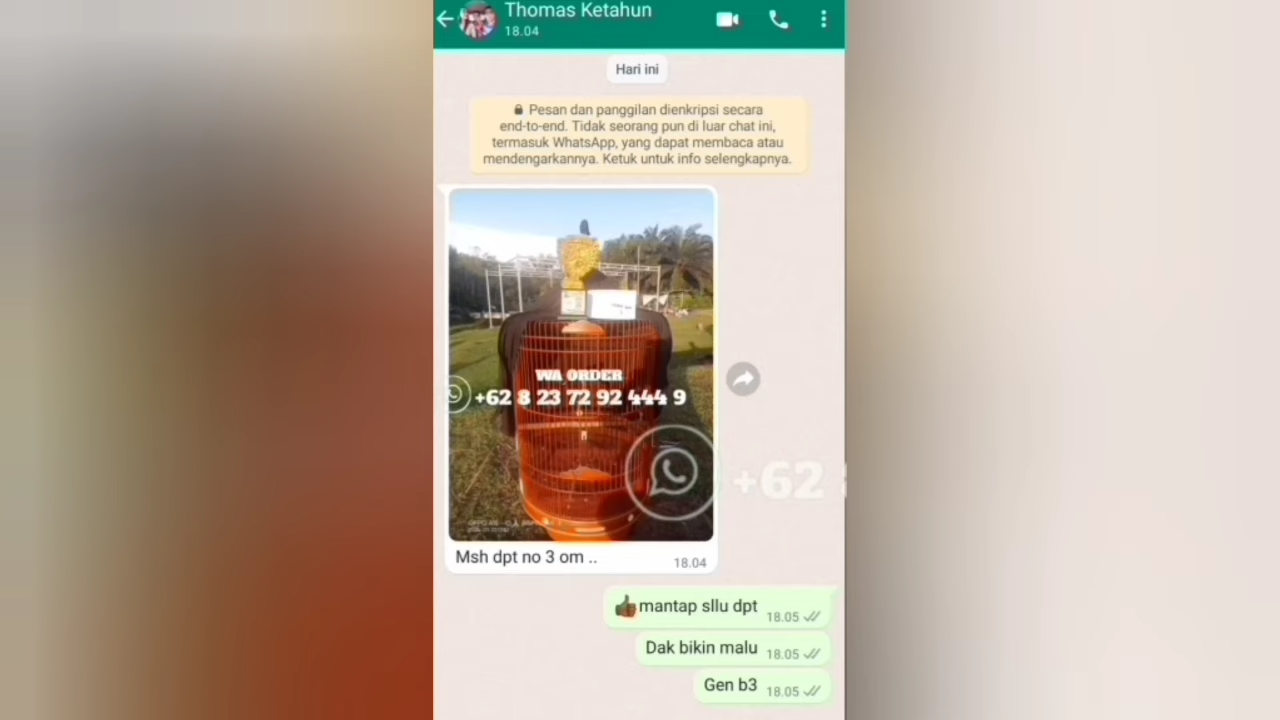 Thomas Ketahun
18.04
Hari ini
Pesan dan panggilan dienkripsi secara
end-to-end. Tidak seorang pun di luar chat ini,
termasuk WhatsApp, yang dapat membaca atau
mendengarkannya. Ketuk untuk info selengkapnya.
WA ORDER
+62 8 23 72 92 444 9
+62
Msh dpt no 3 om ..
18.04
mantap sllu dpt
18.05
Dak bikin malu
18.05
Gen b3
18.05